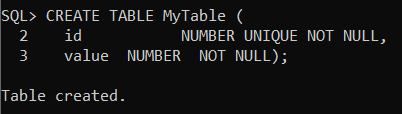 SQL> CREATE TABLE MyTable (
  2    id           NUMBER UNIQUE NOT NULL,
  3    value  NUMBER  NOT NULL);
Table created.